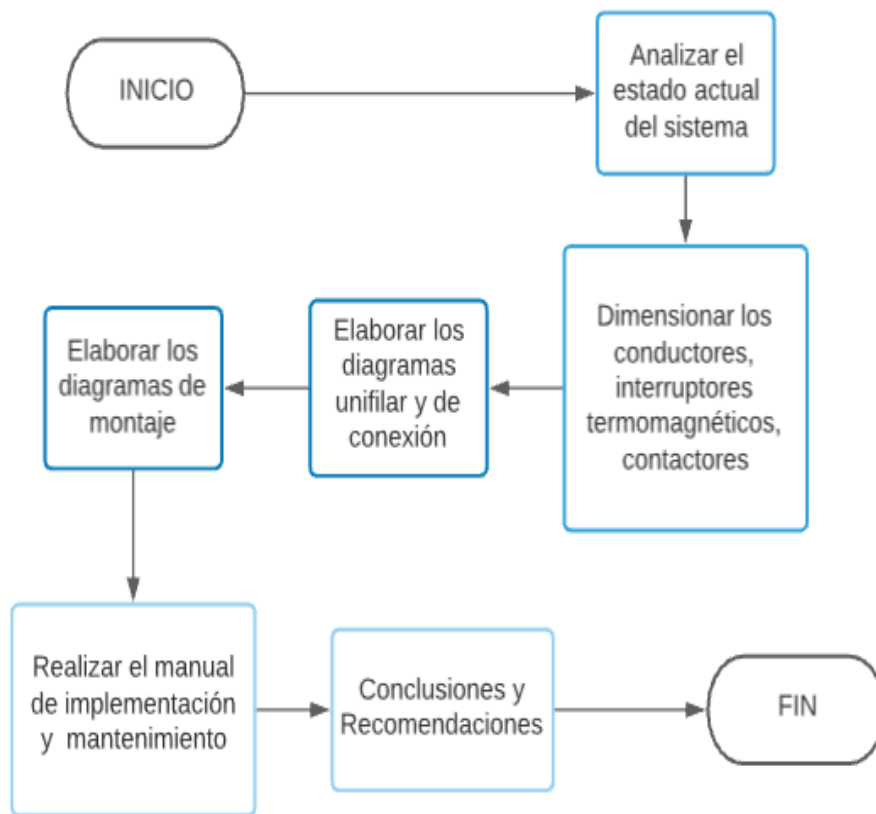 INICIO
Analizar el
estado actual
del sistema
Dimensionar los
conductores,
interruptores
termomagnéticos,
contactores
Elaborar los
diagramas
unifilar y de
conexión
Elaborar los
diagramas de
montaje
Realizar el manual
de implementación
y mantenimiento
Conclusiones y
Recomendaciones
FIN